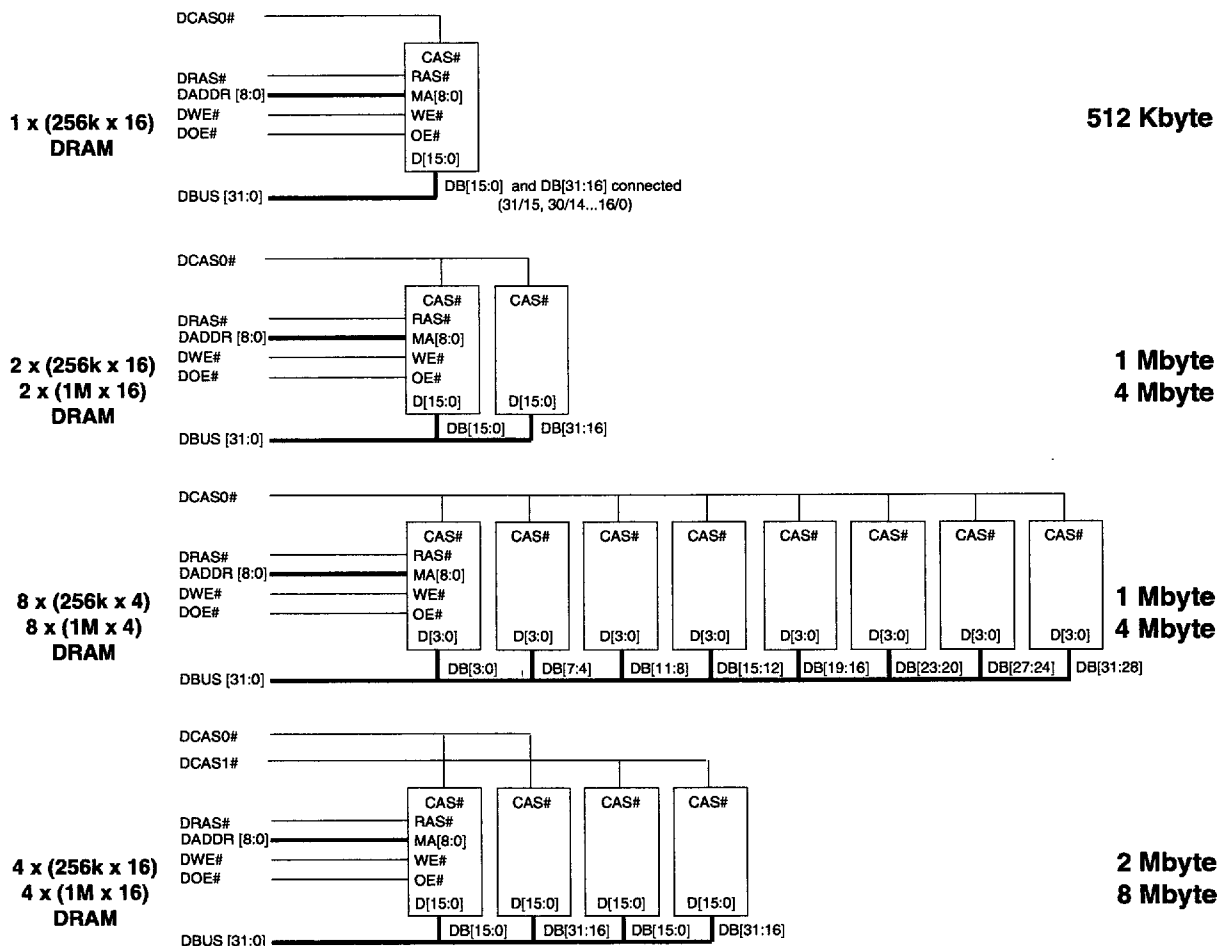 DCAS0#
CAS#
DRAS#
RAS#
DADDR [8:0]
MA[8:0]
1 x (256k x 16)
DRAM
DWE#
WE#
512 Kbyte
DOE#
OE#
D[15:0]
DBUS [31:0]
DB[15:0] and DB[31:16] connected
(31/15, 30/14...16/0)
DCAS0#
CAS#
CAS#
DRAS#
RAS#
DADDR [8:0]
MA[8:0]
2 x (256k x 16)
2 x (1M x 16)
DRAM
DWE#
WE#
1 Mbyte
4 Mbyte
DOE#
OE#
D[15:0]
D[15:0]
DBUS [31:0]
DB[15:0]
DB[31:16]
DCAS0#
CAS#
CAS#
CAS#
CAS#
CAS#
CAS#
CAS#
CAS#
DRAS#
RAS#
DADDR [8:0]
MA[8:0]
8 x (256k x 4)
8 x (1M x 4)
DRAM
DWE#
WE#
1 Mbyte
4 Mbyte
DOE#
OE#
D[3:0]
D[3:0]
D[3:0]
D[3:0]
D[3:0]
D[3:0]
D[3:0]
D[3:0]
DBUS [31:0]
DB[3:0]
DB[7:4]
DB[11:8]
DB[15:12]
DB[19:16]
DB[23:20]
DB[27:24]
DB[31:28]
DCAS0#
DCAS1#
CAS#
CAS#
CAS#
CAS#
DRAS#
RAS#
DADDR [8:0]
MA[8:0]
4 x (256k x 16)
4 x (1M x 16)
DRAM
DWE#
WE#
2 Mbyte
8 Mbyte
DOE#
OE#
D[15:0]
D[15:0]
D[15:0]
D[15:0]
DBUS [31:0]
DB[15:0]
DB[31:16]
DB[15:0]
DB[31:16]